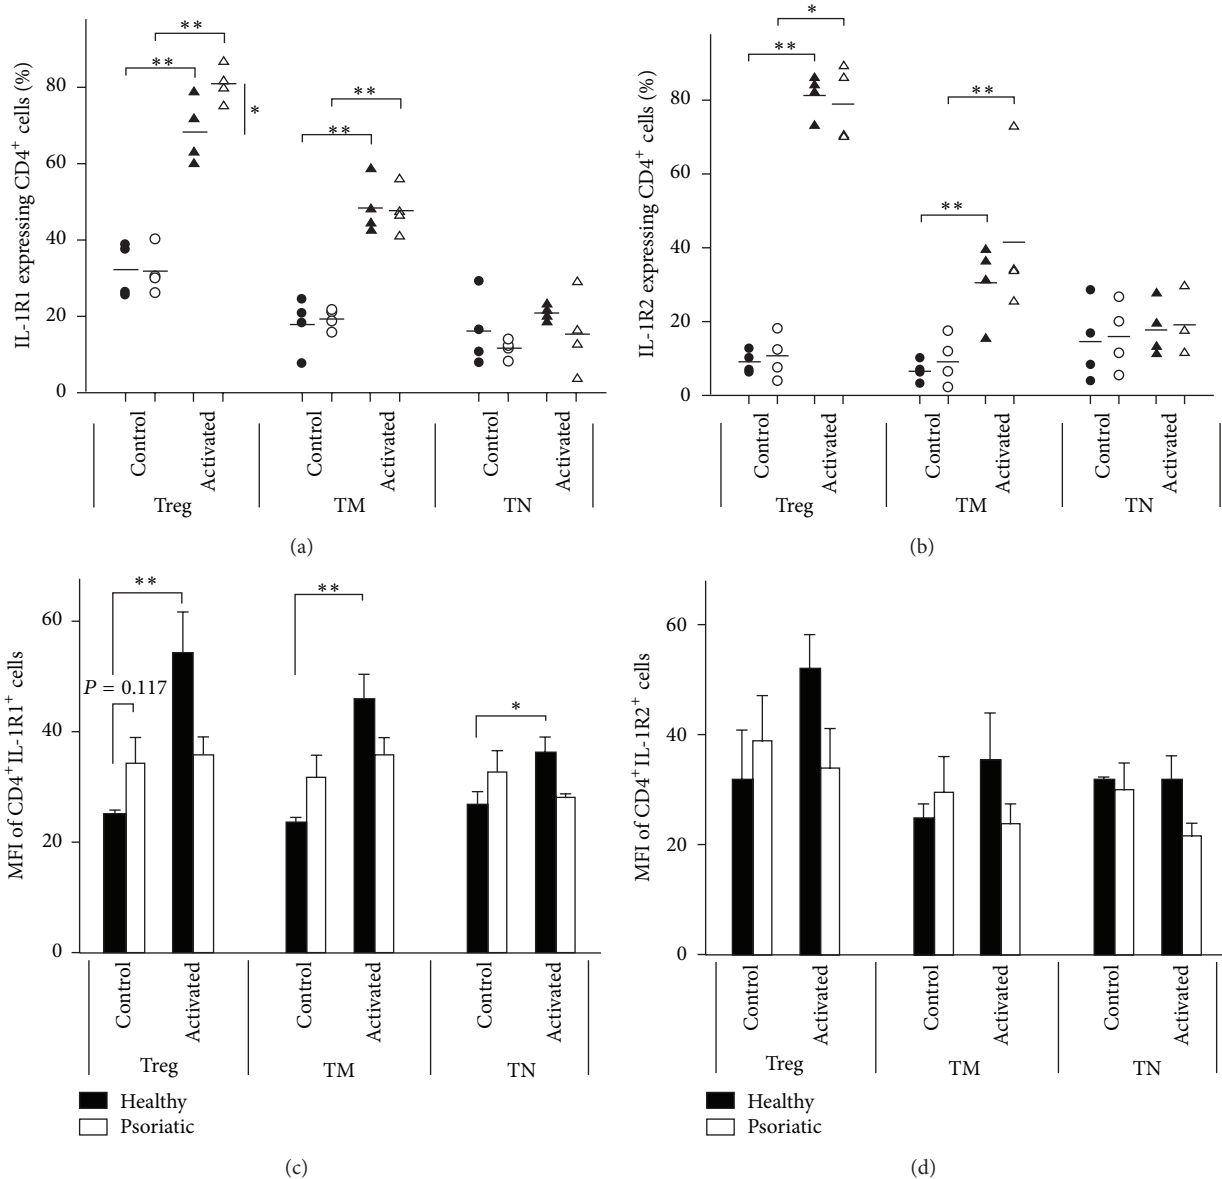 IL-1R1 expressing CD4+ cells (%)
80
60
40
20
0
**
**
*
**
**
Control
Activated
Control
Activated
Control
Activated
Treg
TM
TN
(a)
IL-1R2 expressing CD4+ cells (%)
80
60
40
20
0
*
**
**
**
Control
Activated
Control
Activated
Control
Activated
Treg
TM
TN
(b)
MFI of CD4+IL-1R1+ cells
60
40
20
0
**
P = 0.117
**
*
Control
Activated
Control
Activated
Control
Activated
Treg
TM
TN
Healthy
Psoriatic
(c)
MFI of CD4+IL-1R2+ cells
60
40
20
0
Control
Activated
Control
Activated
Control
Activated
Treg
TM
TN
Healthy
Psoriatic
(d)